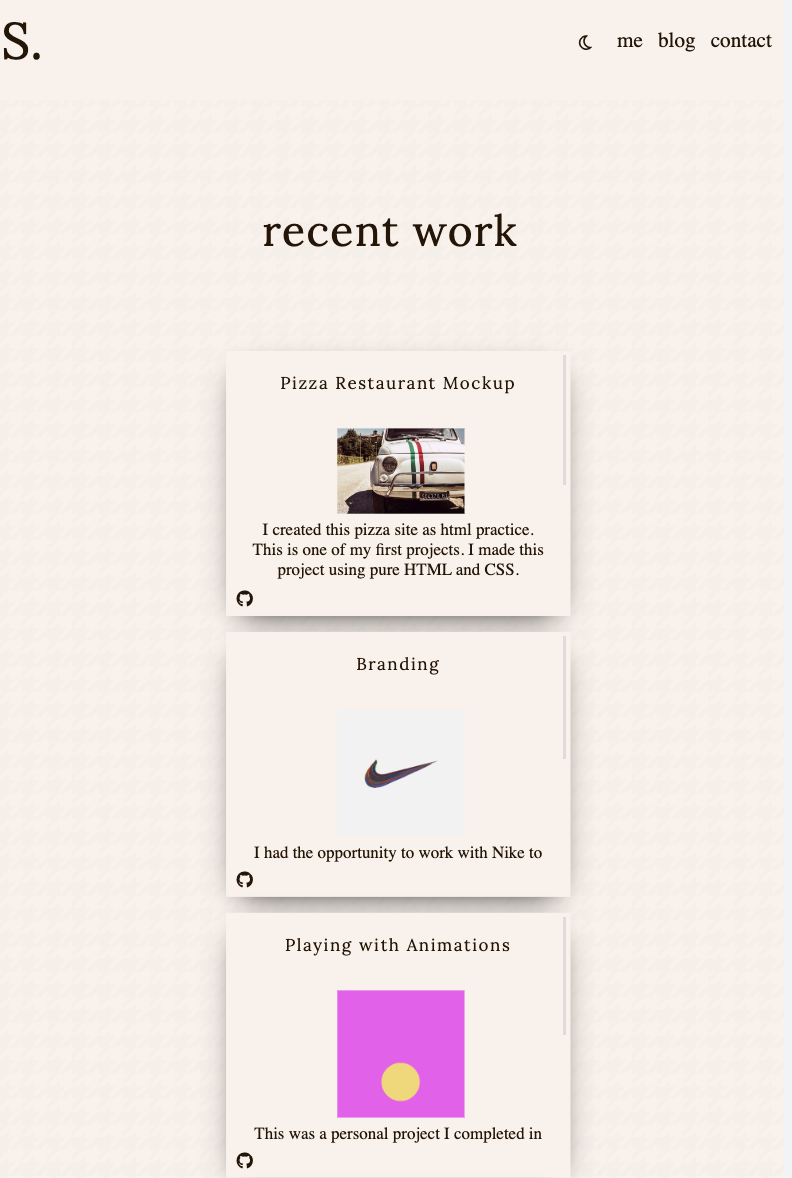 S.
me blog contact
recent work
Pizza Restaurant Mockup
I created this pizza site as html practice.
This is one of my first projects. I made this
project using pure HTML and CSS.
Branding
I had the opportunity to work with Nike to
Playing with Animations
This was a personal project I completed in